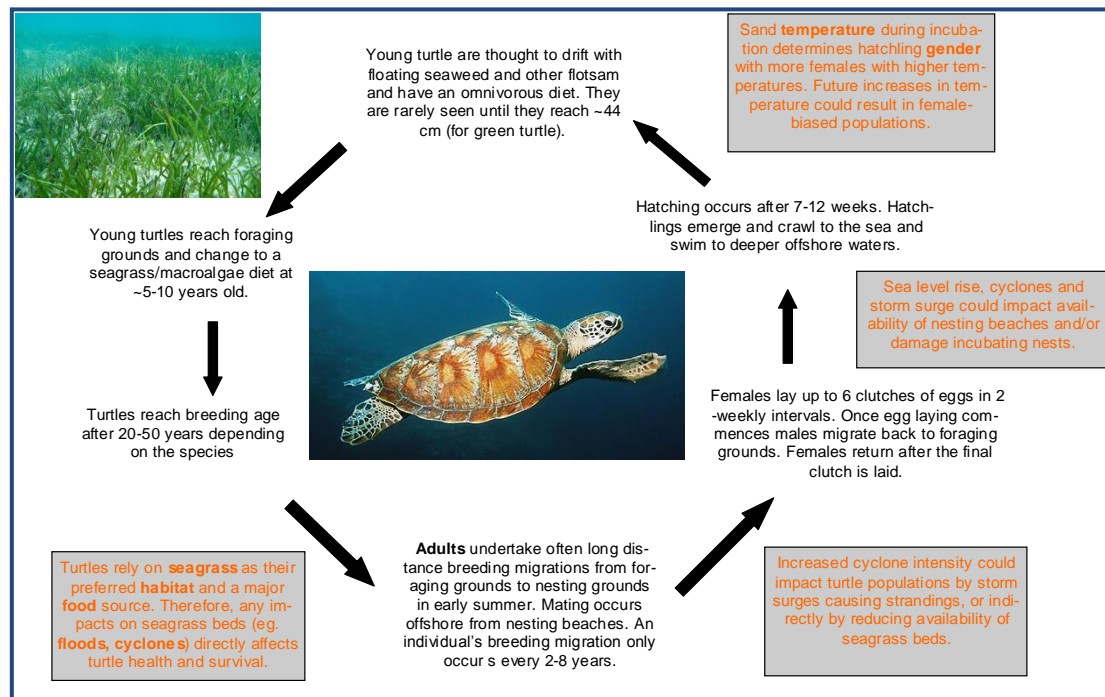 Young turtle are thought to drift with
floating seaweed and other flotsam
and have an omnivorous diet. They
are rarely seen until they reach ~44
cm (for green turtle).
Sand temperature during incuba-
tion determines hatchling gender
with more females with higher tem-
peratures. Future increases in tem-
perature could result in female-
biased populations.
Hatching occurs after 7-12 weeks. Hatch-
lings emerge and crawl to the sea and
swim to deeper offshore waters.
Young turtles reach foraging
grounds and change to a
seagrass/macroalgae diet at
~5-10 years old.
Sea level rise, cyclones and
storm surge could impact avail-
ability of nesting beaches and/or
damage incubating nests.
Turtles reach breeding age
after 20-50 years depending
on the species
Females lay up to 6 clutches of eggs in 2
-weekly intervals. Once egg laying com-
mences males migrate back to foraging
grounds. Females return after the final
clutch is laid.
Turtles rely on seagrass as their
preferred habitat and a major
food source. Therefore, any im-
pacts on seagrass beds (eg.
floods, cyclones) directly affects
turtle health and survival.
Adults undertake often long dis-
tance breeding migrations from for-
aging grounds to nesting grounds
in early summer. Mating occurs
offshore from nesting beaches. An
individual's breeding migration only
occur s every 2-8 years.
Increased cyclone intensity could
impact turtle populations by storm
surges causing strandings, or indi-
rectly by reducing availability of
seagrass beds.